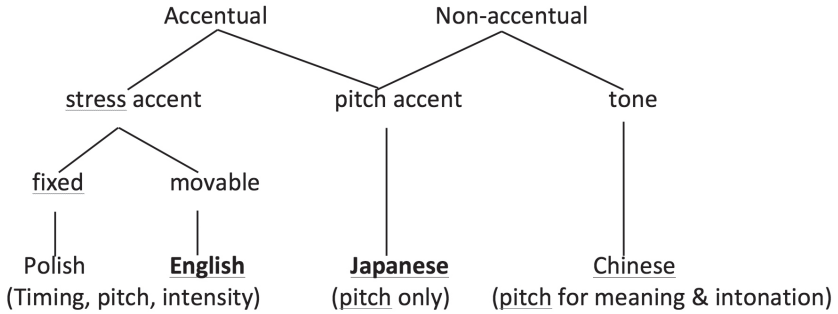 Accentual Non-accentual
stress accent pitch accent tone
fixed movable
Polish English Japanese Chinese
(Timing, pitch, intensity) (pitch only) (pitch for meaning & intonation)